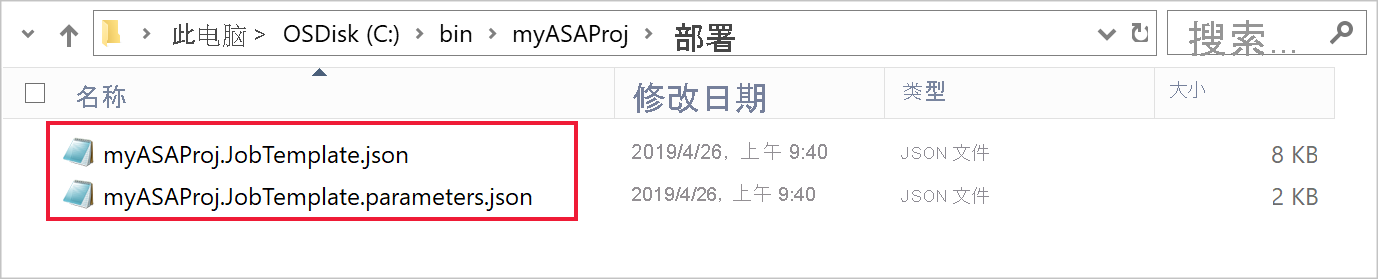 此电脑 > OSDisk (C:) > bin > myASAProj > 部署 搜索...
名称 修改日期 类型 大小
myASAProj.JobTemplate.json 2019/4/26, 上午 9:40 JSON 文件 8 KB
myASAProj.JobTemplate.parameters.json 2019/4/26, 上午 9:40 JSON 文件 2 KB